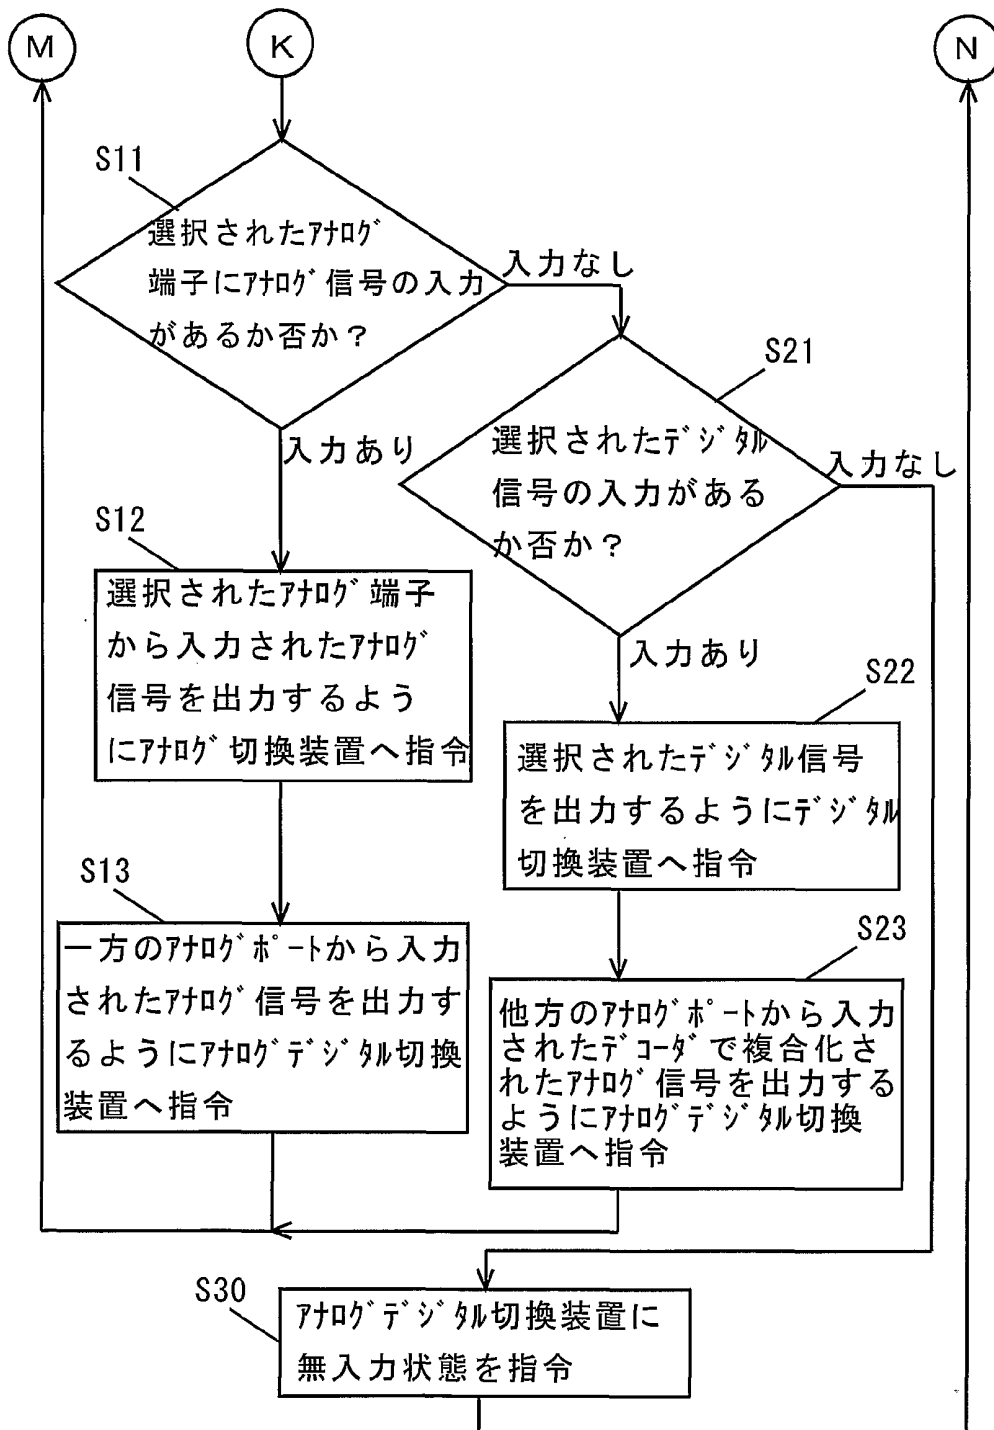 M
K
N
S11
選択されたｱﾅﾛｸﾞ
端子にｱﾅﾛｸﾞ信号の入力
があるか否か？
入力なし
入力あり
S21
選択されたﾃﾞｼﾞﾀﾙ
信号の入力がある
か否か？
入力なし
入力あり
S12
選択されたｱﾅﾛｸﾞ端子
から入力されたｱﾅﾛｸﾞ
信号を出力するよう
にｱﾅﾛｸﾞ切換装置へ指令
S22
選択されたﾃﾞｼﾞﾀﾙ信号
を出力するようにﾃﾞｼﾞﾀﾙ
切換装置へ指令
S13
一方のｱﾅﾛｸﾞﾎﾟｰﾄから入力
されたｱﾅﾛｸﾞ信号を出力す
るようにｱﾅﾛｸﾞﾃﾞｼﾞﾀﾙ切換
装置へ指令
S23
他方のｱﾅﾛｸﾞﾎﾟｰﾄから入力
されたﾃﾞｺｰﾀﾞで複合化さ
れたｱﾅﾛｸﾞ信号を出力する
ようにｱﾅﾛｸﾞﾃﾞｼﾞﾀﾙ切換
装置へ指令
S30
ｱﾅﾛｸﾞﾃﾞｼﾞﾀﾙ切換装置に
無入力状態を指令